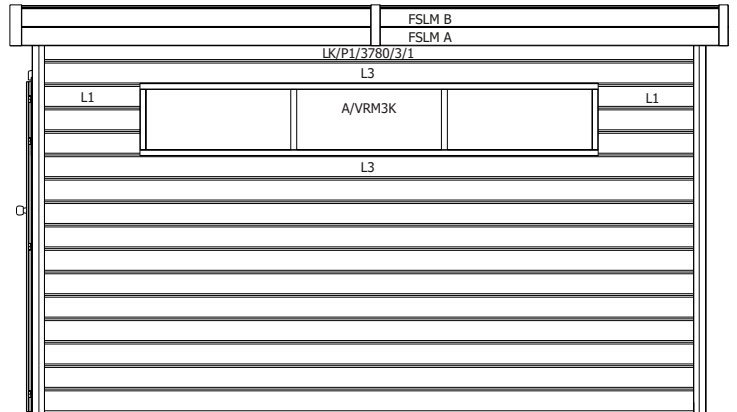 FSLM B
FSLM A
LK/P1/3780/3/1
L3
L1
L1
A/VRM3K
L3